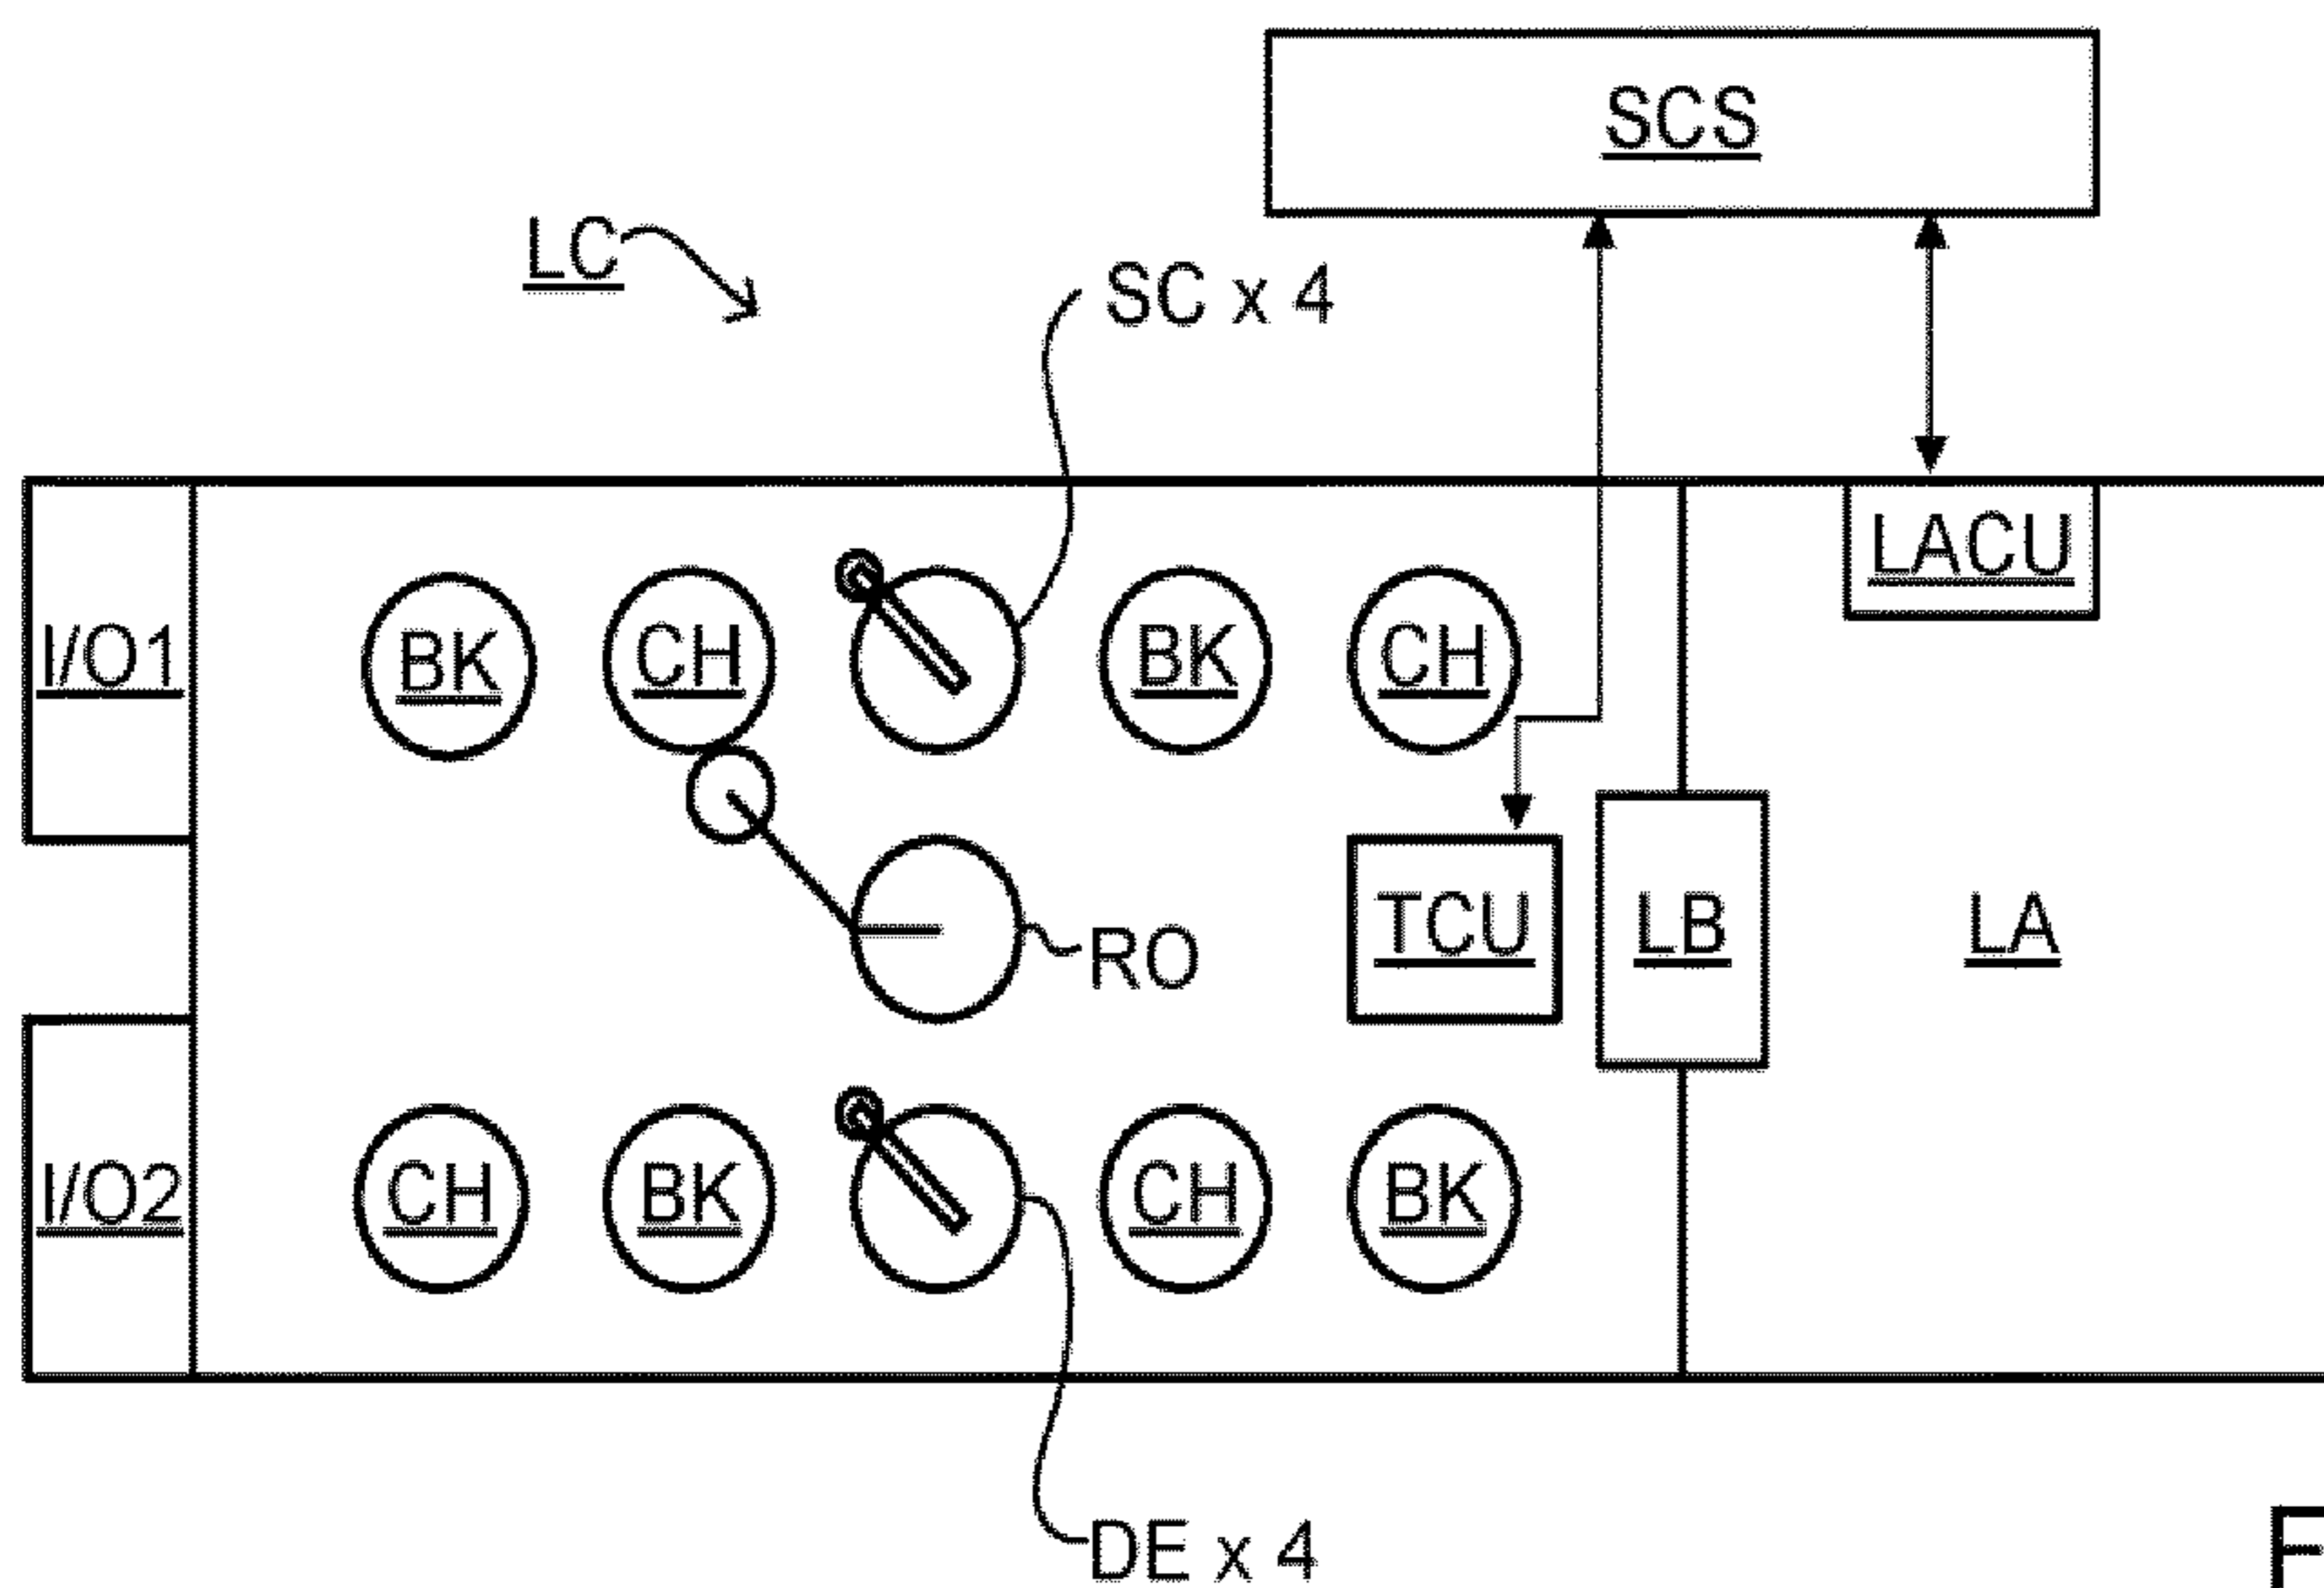 SCS
LC
SC x 4
LACU
I/O1
BK
CH
BK
CH
TCU
LB
LA
RO
I/O2
CH
BK
CH
BK
DE x 4
F